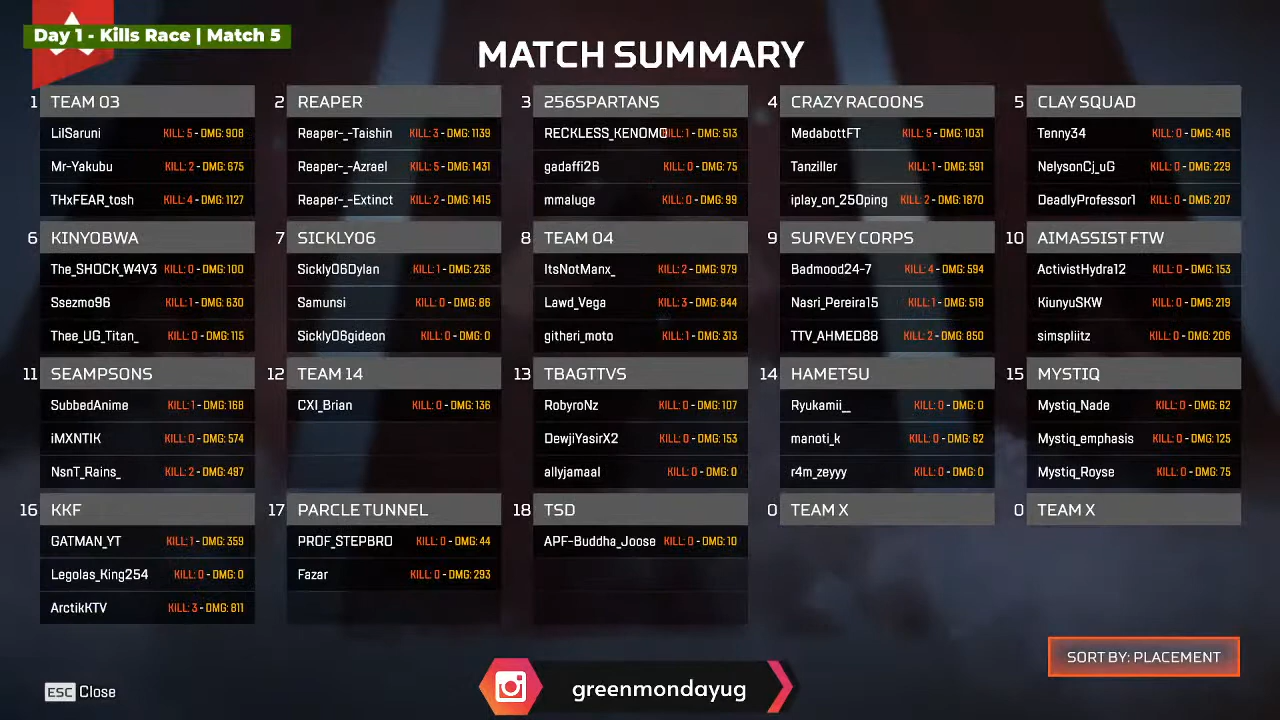 Day 1 - Kills Race | Match 5
MATCH SUMMARY
1 TEAM 03
LilSaruni KILL: 5 - DMG: 908
Mr-Yakubu KILL: 2 - DMG: 675
THxFEAR_tosh KILL: 4 - DMG: 1127
2 REAPER
Reaper-_-Taishin KILL: 3 - DMG: 1139
Reaper-_-Azrael KILL: 5 - DMG: 1431
Reaper-_-Extinct KILL: 2 - DMG: 1415
3 256SPARTANS
RECKLESS_KENOMO KILL: 1 - DMG: 513
gadaffi26 KILL: 0 - DMG: 75
mmaluge KILL: 0 - DMG: 99
4 CRAZY RACOONS
MedabottFT KILL: 5 - DMG: 1031
Tanziller KILL: 1 - DMG: 591
iplay_on_250ping KILL: 2 - DMG: 1870
5 CLAY SQUAD
Tenny34 KILL: 0 - DMG: 416
NelysonCj_uG KILL: 0 - DMG: 229
DeadlyProfessor1 KILL: 0 - DMG: 207
6 KINYOBWA
The_SHOCK_W4V3 KILL: 0 - DMG: 100
Ssezmo96 KILL: 1 - DMG: 630
Thee_UG_Titan_ KILL: 0 - DMG: 115
7 SICKLY06
Sickly06Dylan KILL: 1 - DMG: 236
Samunsi KILL: 0 - DMG: 86
Sickly06gideon KILL: 0 - DMG: 0
8 TEAM 04
ItsNotManx_ KILL: 2 - DMG: 979
Lawd_Vega KILL: 3 - DMG: 844
githeri_moto KILL: 1 - DMG: 313
9 SURVEY CORPS
Badmood24-7 KILL: 4 - DMG: 594
Nasri_Pereira15 KILL: 1 - DMG: 519
TTV_AHMED88 KILL: 2 - DMG: 850
10 AIMASSIST FTW
ActivistHydra12 KILL: 0 - DMG: 153
KiunyuSKW KILL: 0 - DMG: 219
simspliitz KILL: 0 - DMG: 206
11 SEAMPSONS
SubbedAnime KILL: 1 - DMG: 168
iMXNTIK KILL: 0 - DMG: 574
NsnT_Rains_ KILL: 2 - DMG: 497
12 TEAM 14
CXI_Brian KILL: 0 - DMG: 136
13 TBAGTTVS
RobyroNz KILL: 0 - DMG: 107
DewjiYasirX2 KILL: 0 - DMG: 153
allyjamaal KILL: 0 - DMG: 0
14 HAMETSU
Ryukamii__ KILL: 0 - DMG: 0
manoti_k KILL: 0 - DMG: 62
r4m_zeyyy KILL: 0 - DMG: 0
15 MYSTIQ
Mystiq_Nade KILL: 0 - DMG: 62
Mystiq_emphasis KILL: 0 - DMG: 125
Mystiq_Royse KILL: 0 - DMG: 75
16 KKF
GATMAN_YT KILL: 1 - DMG: 359
Legolas_King254 KILL: 0 - DMG: 0
ArctikKTV KILL: 3 - DMG: 811
17 PARCLE TUNNEL
PROF_STEPBRO KILL: 0 - DMG: 44
Fazar KILL: 0 - DMG: 293
18 TSD
APF-Buddha_Joose KILL: 0 - DMG: 10
0 TEAM X
0 TEAM X
SORT BY: PLACEMENT
ESC Close
greenmondayug